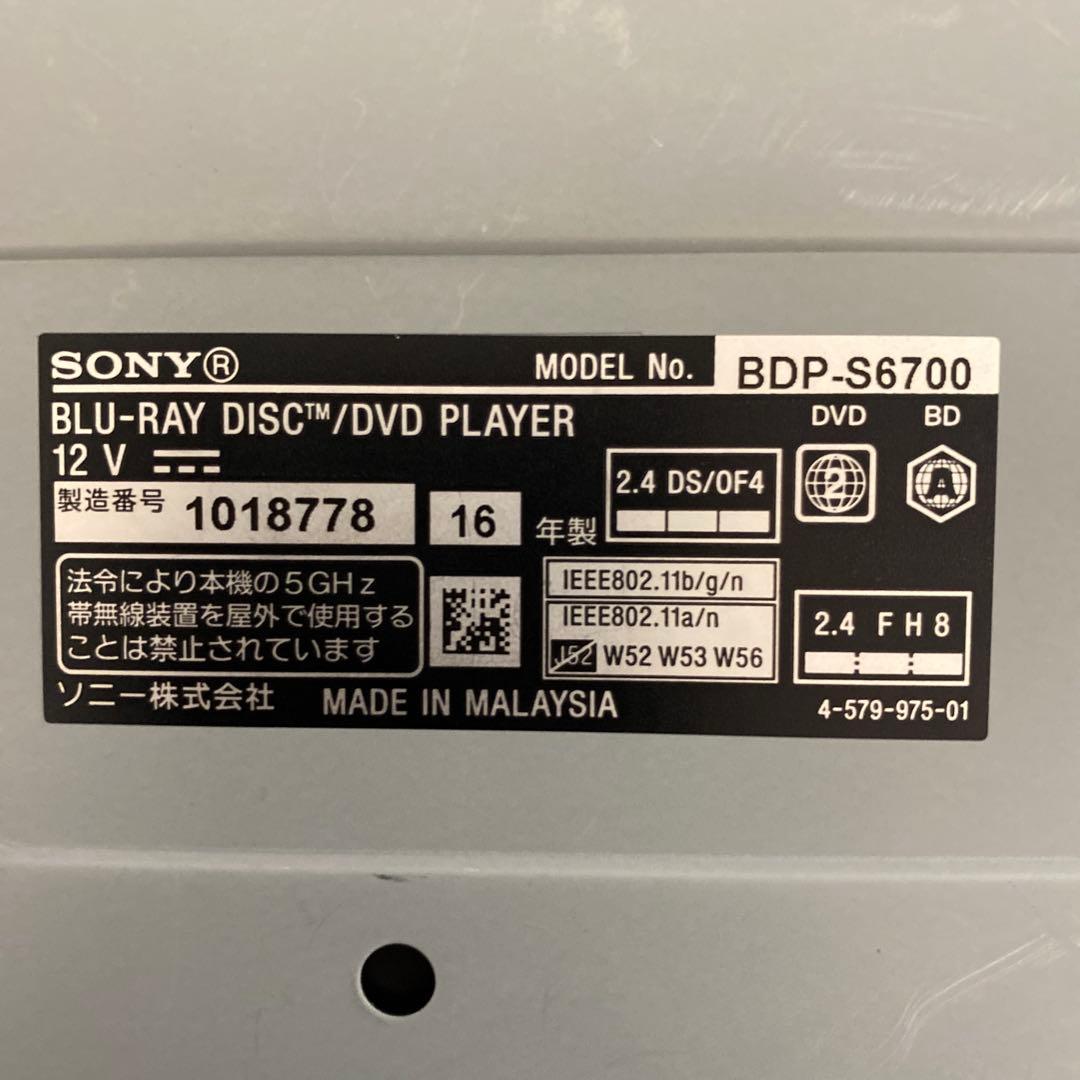 SONY® MODEL No. BDP-S6700
BLU-RAY DISC™/DVD PLAYER
DVD BD
12 V
2.4 DS/OF4
2 A
製造番号 1018778 16 年製
法令により本機の5GHz
帯無線装置を屋外で使用する
ことは禁止されています
IEEE802.11b/g/n
IEEE802.11a/n
J52 W52 W53 W56
2.4 FH8
ソニー株式会社 MADE IN MALAYSIA
4-579-975-01